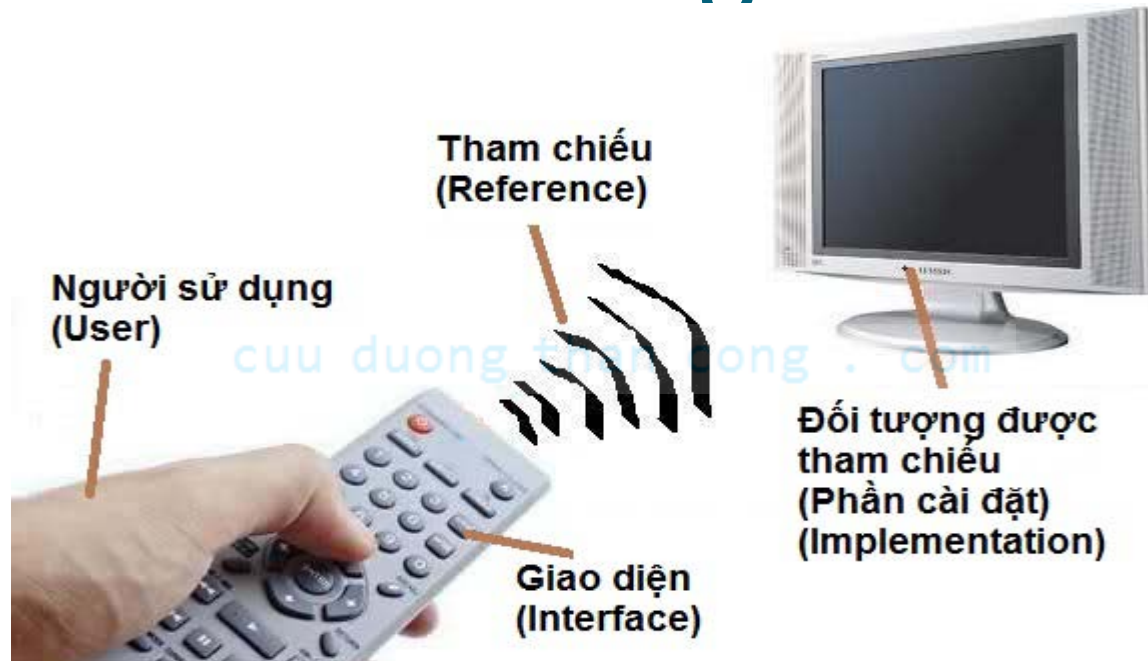 Tham chiếu
(Reference)
Người sử dụng
(User)
cuu duong than cong . com
Đối tượng được
tham chiếu
(Phần cài đặt)
(Implementation)
Giao diện
(Interface)